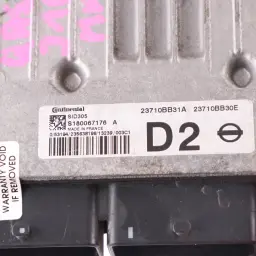 Continental
23710BB31A 23710BB30E
SID305
S180067176 A
MADE IN FRANCE
D2
WARRANTY VOID
IF REMOVED